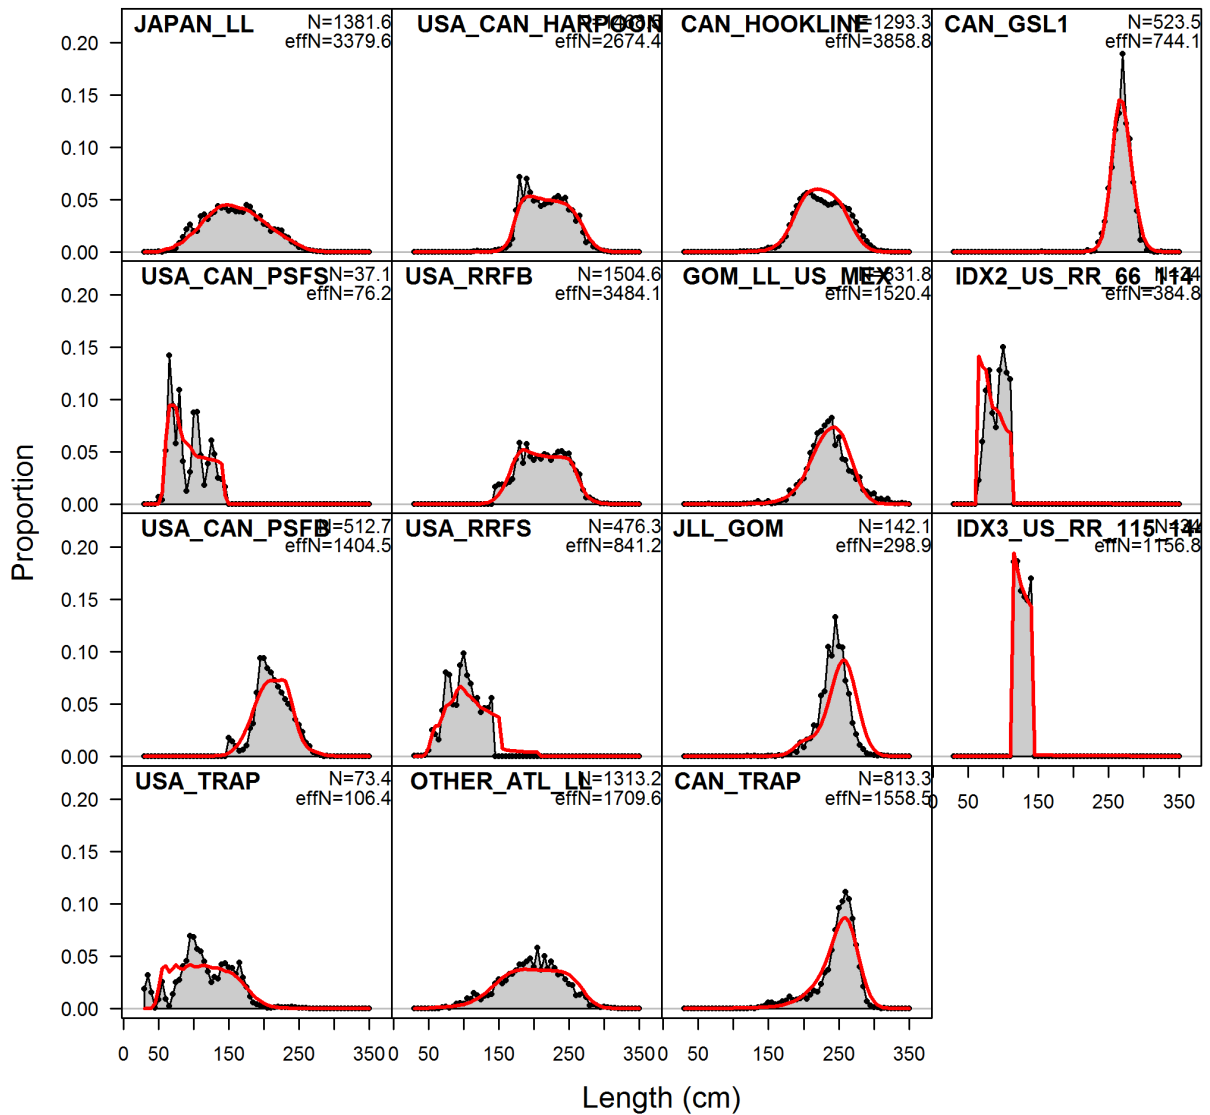 JAPAN_LL
N=1381.6
effN=3379.6
USA_CAN_HARPOON
effN=2674.4
CAN_HOOKLINE
N=1293.3
effN=3858.8
CAN_GSL1
N=523.5
effN=744.1
0.20
0.15
0.10
0.05
0.00
USA_CAN_PSFS
N=37.1
effN=76.2
USA_RRFB
N=1504.6
effN=3484.1
GOM_LL_US_MEX
N=831.8
effN=1520.4
IDX2_US_RR_66_114
N=34
effN=384.8
0.20
0.15
0.10
0.05
0.00
USA_CAN_PSFB
N=512.7
effN=1404.5
USA_RRFS
N=476.3
effN=841.2
JLL_GOM
N=142.1
effN=298.9
IDX3_US_RR_115_144
N=34
effN=1156.8
0.20
0.15
0.10
0.05
0.00
USA_TRAP
N=73.4
effN=106.4
OTHER_ATL_LL
N=1313.2
effN=1709.6
CAN_TRAP
N=813.3
effN=1558.5
0 50 150 250 350
0.20
0.15
0.10
0.05
0.00
0 50 150 250 350
0 50 150 250 350
0 50 150 250 350
Proportion
Length (cm)